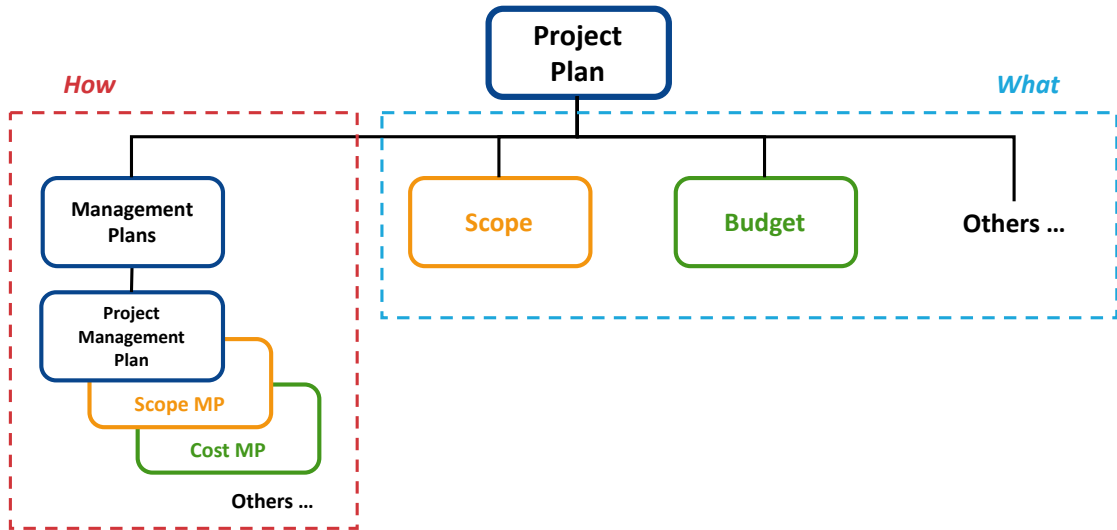 Project
Plan
How
What
Management
Plans
Scope
Budget
Others ...
Project
Management
Plan
Scope MP
Cost MP
Others ...